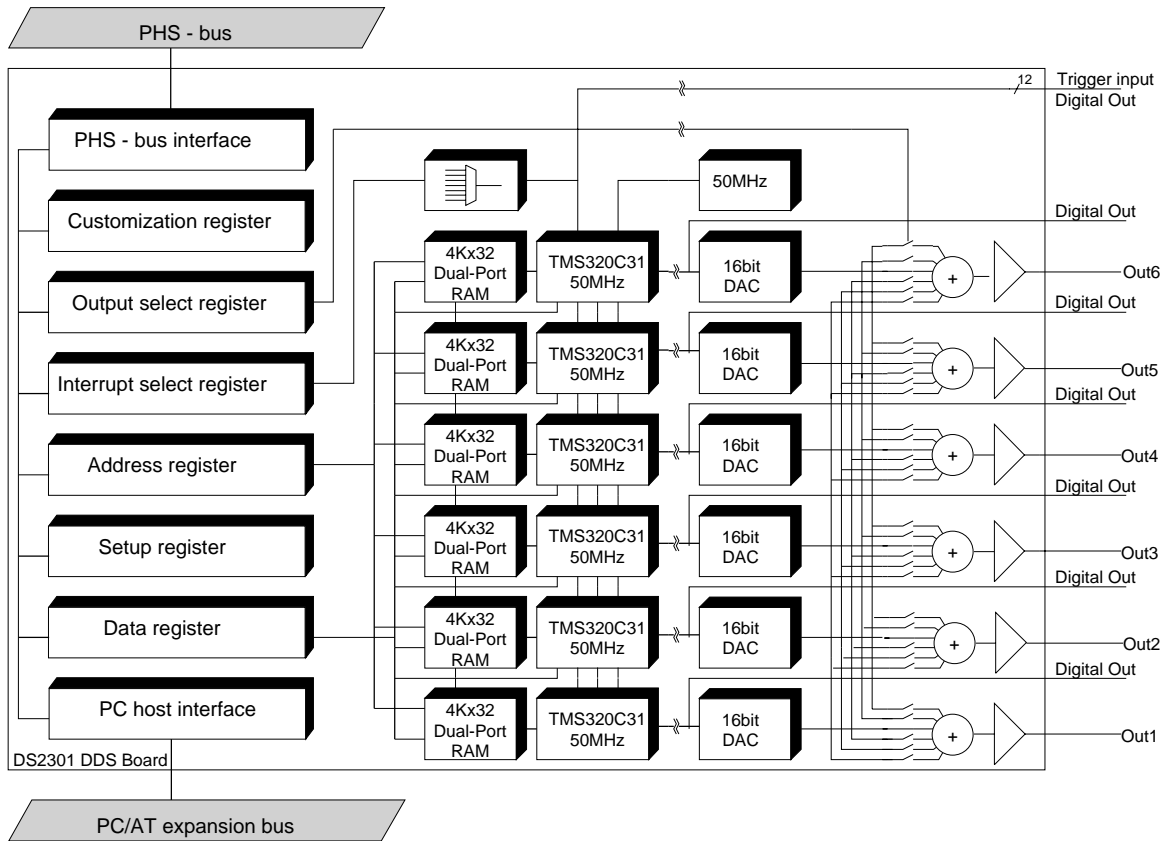 PHS - bus
12
Trigger input
Digital Out
PHS - bus interface
50MHz
Customization register
Digital Out
4Kx32
Dual-Port
RAM
TMS320C31
50MHz
16bit
DAC
+
Out6
Output select register
Digital Out
4Kx32
Dual-Port
RAM
TMS320C31
50MHz
16bit
DAC
+
Out5
Interrupt select register
Digital Out
4Kx32
Dual-Port
RAM
TMS320C31
50MHz
16bit
DAC
+
Out4
Address register
Digital Out
4Kx32
Dual-Port
RAM
TMS320C31
50MHz
16bit
DAC
+
Out3
Setup register
Digital Out
4Kx32
Dual-Port
RAM
TMS320C31
50MHz
16bit
DAC
+
Out2
Data register
Digital Out
4Kx32
Dual-Port
RAM
TMS320C31
50MHz
16bit
DAC
+
Out1
PC host interface
DS2301 DDS Board
PC/AT expansion bus